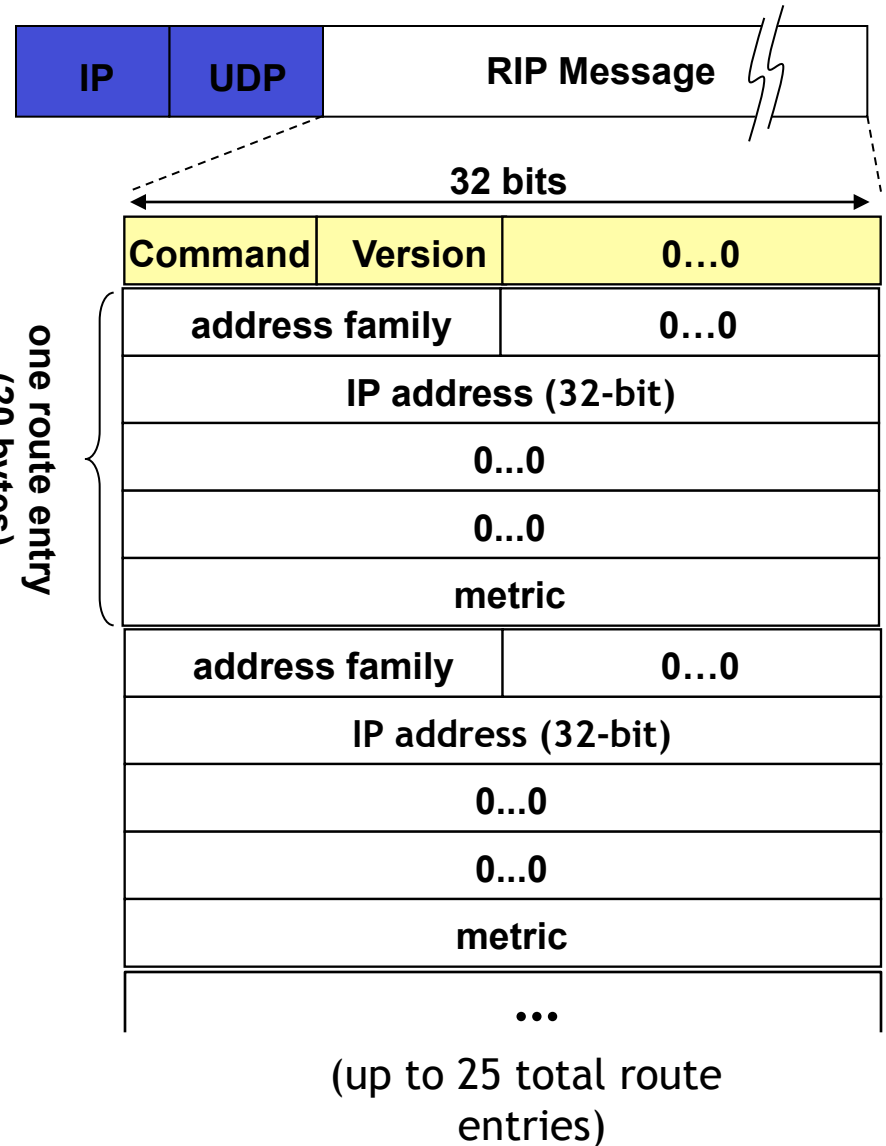 IP UDP RIP Message
32 bits
Command Version 0...0
address family 0...0
IP address (32-bit)
0...0
0...0
metric
one route entry
(20 bytes)
address family 0...0
IP address (32-bit)
0...0
0...0
metric
...
(up to 25 total route
entries)